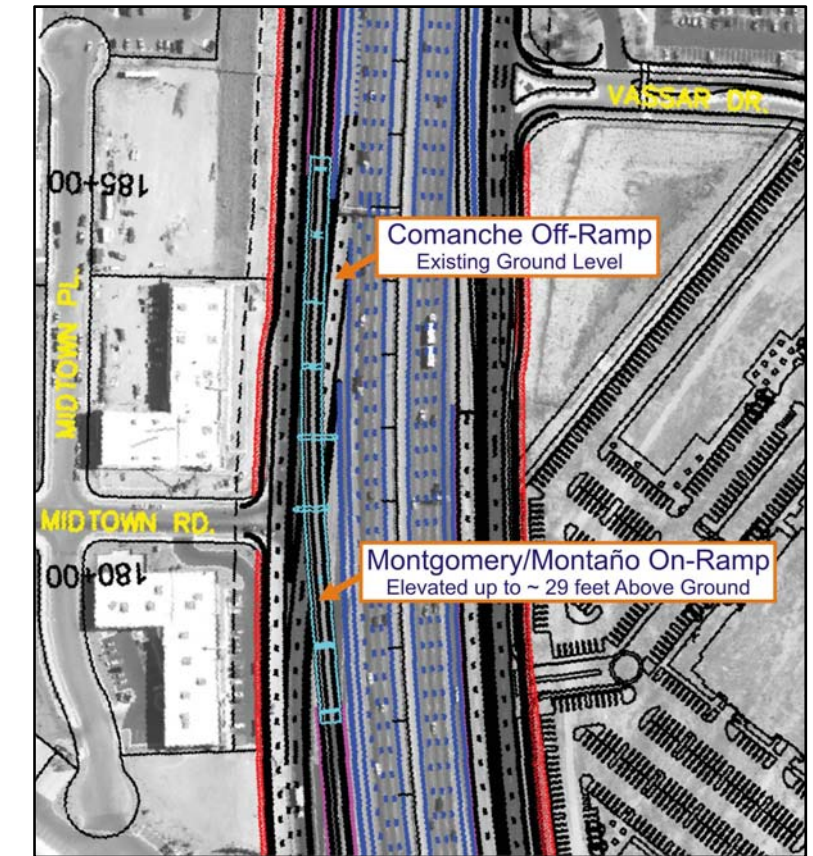 VASSAR DR.
185+00
Comanche Off-Ramp
Existing Ground Level
MIDTOWN PL.
MIDTOWN RD.
Montgomery/Montaño On-Ramp
Elevated up to ~ 29 feet Above Ground
180+00